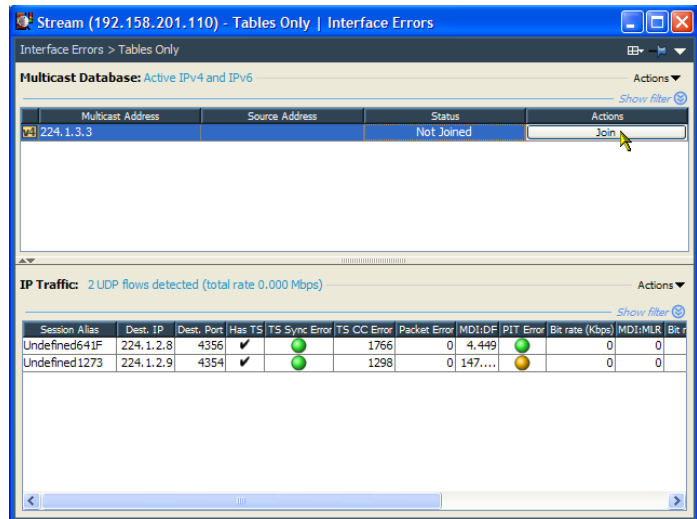 Stream (192.158.201.110) - Tables Only | Interface Errors
Interface Errors > Tables Only
Multicast Database: Active IPv4 and IPv6 Actions
Show filter
Multicast Address Source Address Status Actions
v4 224.1.3.3 Not Joined Join
IP Traffic: 2 UDP flows detected (total rate 0.000 Mbps) Actions
Show filter
Session Alias Dest. IP Dest. Port Has TS TS Sync Error TS CC Error Packet Error MDI:DF PIT Error Bit rate (Kbps) MDI:MLR Bit r
Undefined641F 224.1.2.8 4356 ✔ 1766 0 4.449 0 0
Undefined1273 224.1.2.9 4354 ✔ 1298 0 147.... 0 0